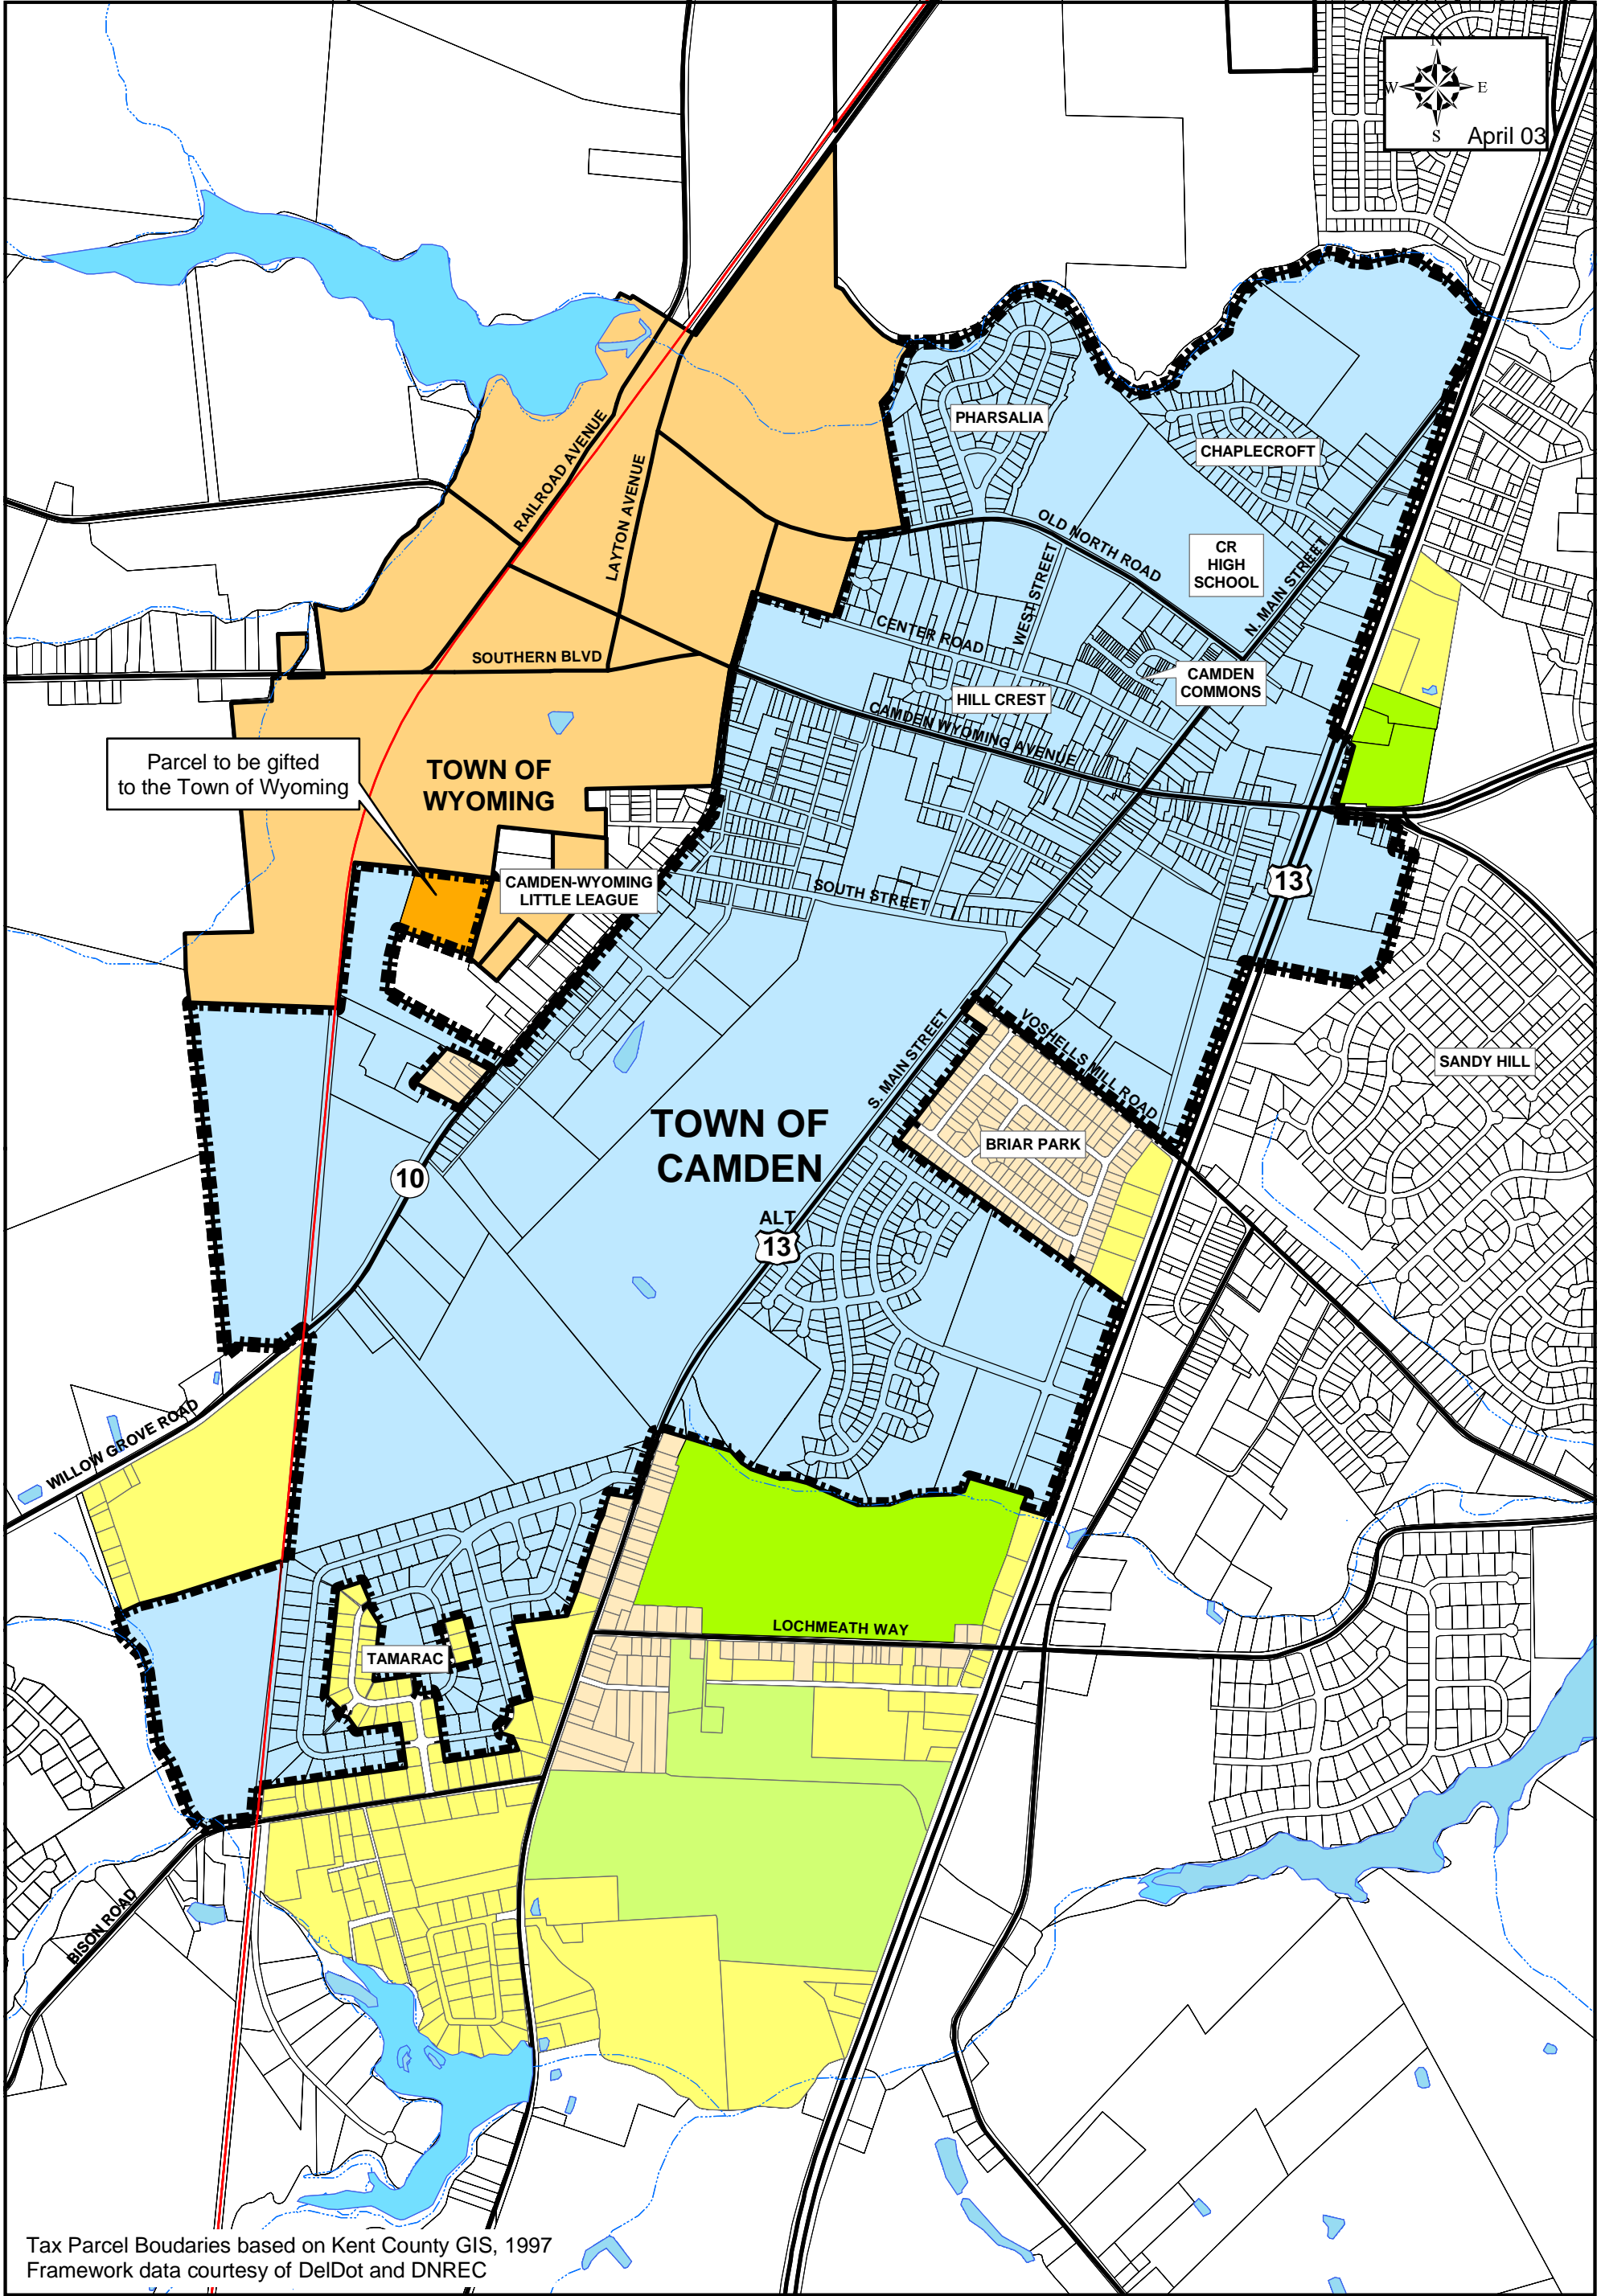 N
W E
S
April 03
PHARSALIA
CHAPLECROFT
RAILROAD AVENUE
LAYTON AVENUE
OLD NORTH ROAD
WEST STREET
CR
HIGH
SCHOOL
N. MAIN STREET
CENTER ROAD
SOUTHERN BLVD
CAMDEN
COMMONS
HILL CREST
CAMDEN WYOMING AVENUE
Parcel to be gifted
to the Town of Wyoming
TOWN OF
WYOMING
CAMDEN-WYOMING
LITTLE LEAGUE
SOUTH STREET
13
S. MAIN STREET
VOSHELLS MILL ROAD
SANDY HILL
TOWN OF
CAMDEN
BRIAR PARK
10
ALT
13
WILLOW GROVE ROAD
LOCHMEATH WAY
TAMARAC
BISON ROAD
Tax Parcel Boudaries based on Kent County GIS, 1997
Framework data courtesy of DelDot and DNREC